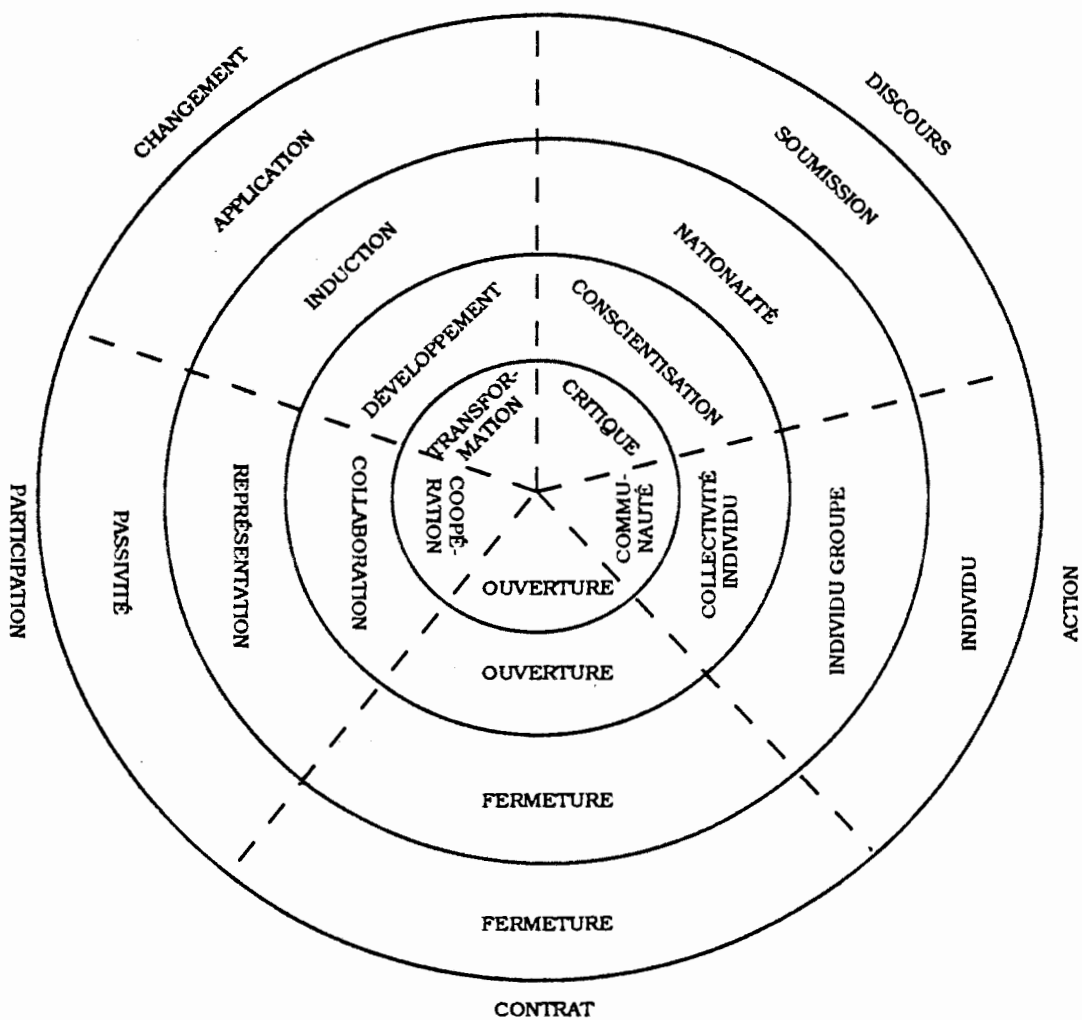 CHANGEMENT
DISCOURS
APPLICATION
SOUMISSION
INDUCTION
NATIONALITÉ
DÉVELOPPEMENT
CONSCIENTISATION
TRANSFOR-
MATION
CRITIQUE
PARTICIPATION
PASSIVITÉ
REPRÉSENTATION
COLLABORATION
COOPÉ-
RATION
COMMU-
NAUTÉ
COLLECTIVITÉ
INDIVIDU
INDIVIDU GROUPE
INDIVIDU
ACTION
OUVERTURE
OUVERTURE
FERMETURE
FERMETURE
CONTRAT